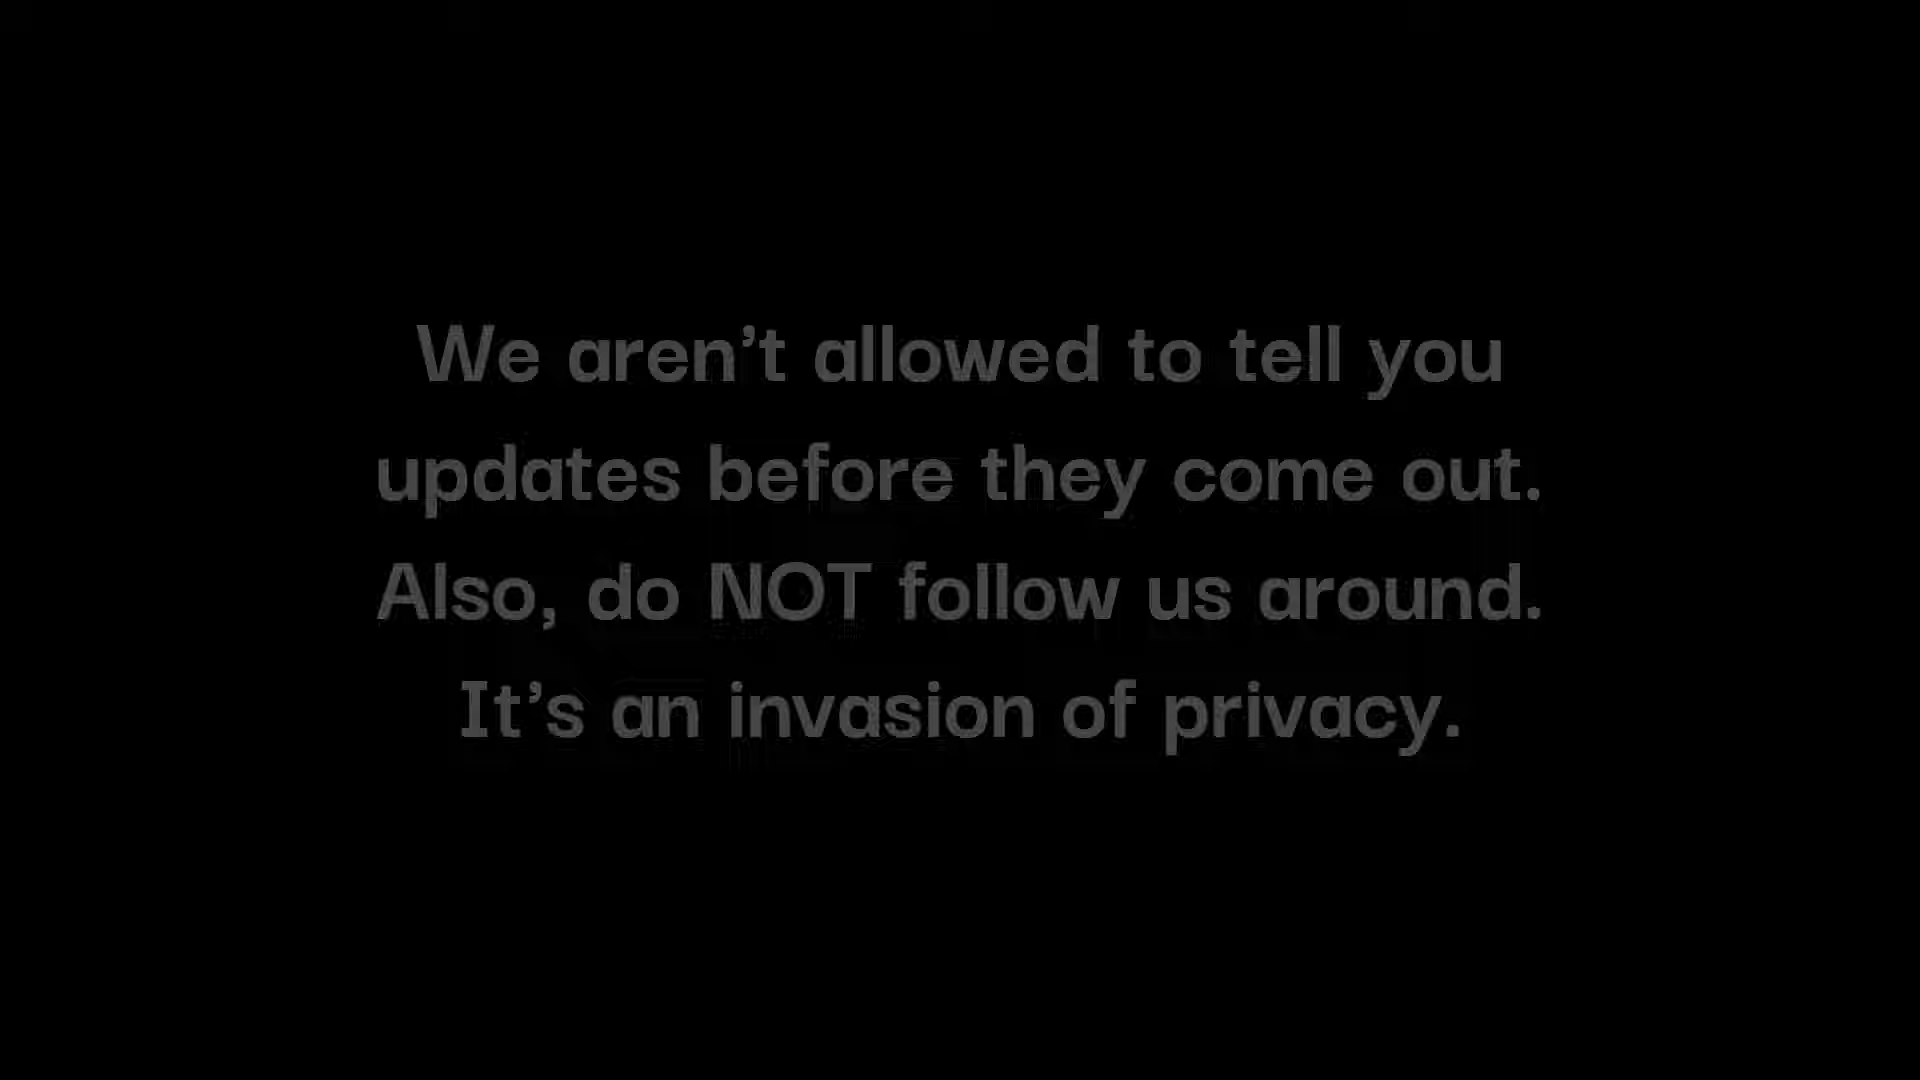 We aren’t allowed to tell you
updates before they come out.
Also, do NOT follow us around.
It’s an invasion of privacy.